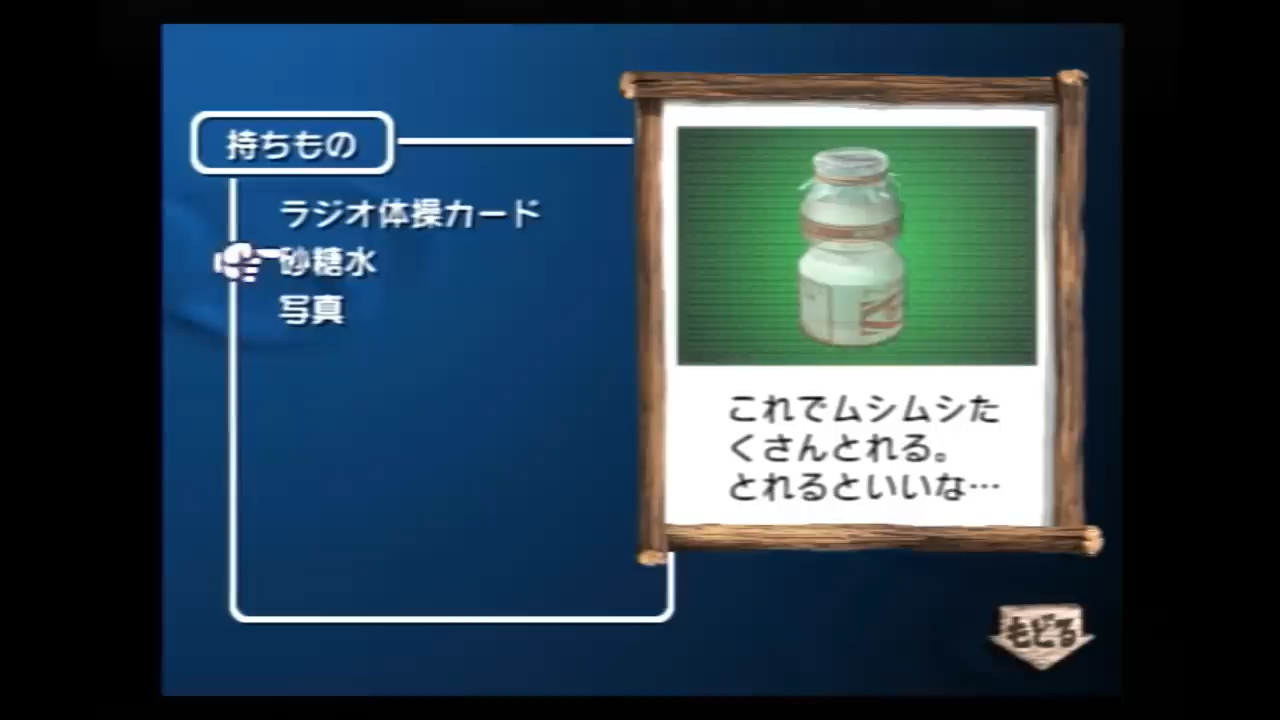 持ちもの
ラジオ体操カード
砂糖水
写真
これでムシムシた
くさんとれる。
とれるといいな…
もどる